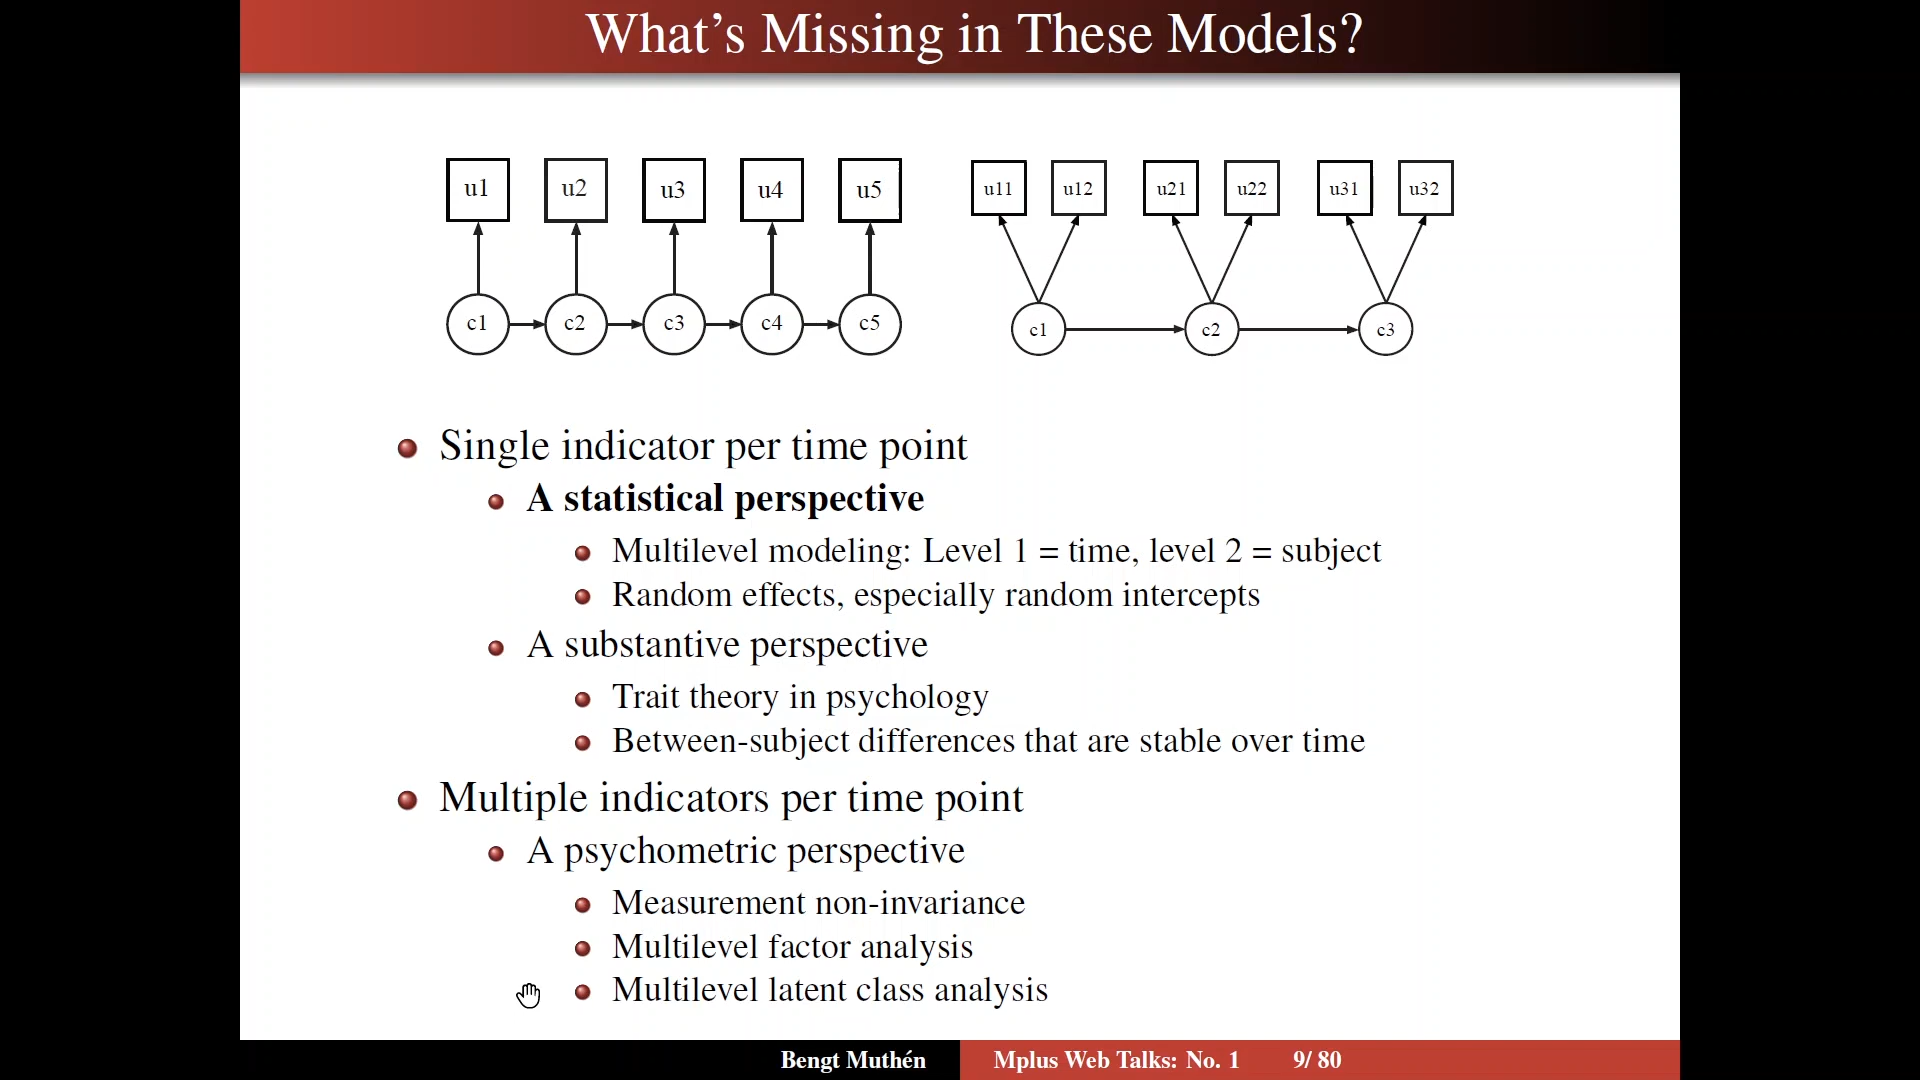 What's Missing in These Models?
u1 u2 u3 u4 u5
c1 c2 c3 c4 c5
u11 u12 u21 u22 u31 u32
c1 c2 c3
Single indicator per time point
A statistical perspective
Multilevel modeling: Level 1 = time, level 2 = subject
Random effects, especially random intercepts
A substantive perspective
Trait theory in psychology
Between-subject differences that are stable over time
Multiple indicators per time point
A psychometric perspective
Measurement non-invariance
Multilevel factor analysis
Multilevel latent class analysis
Bengt Muthén Mplus Web Talks: No. 1 9/ 80